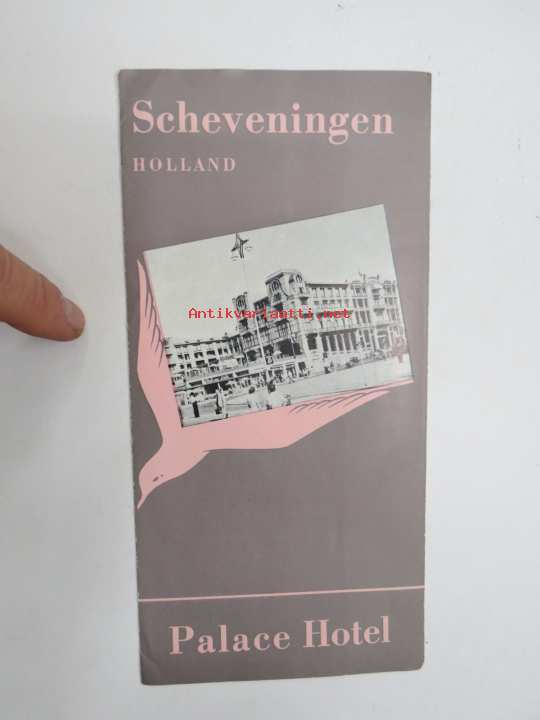 Scheveningen
HOLLAND
Antikvariaatti.net
Palace Hotel